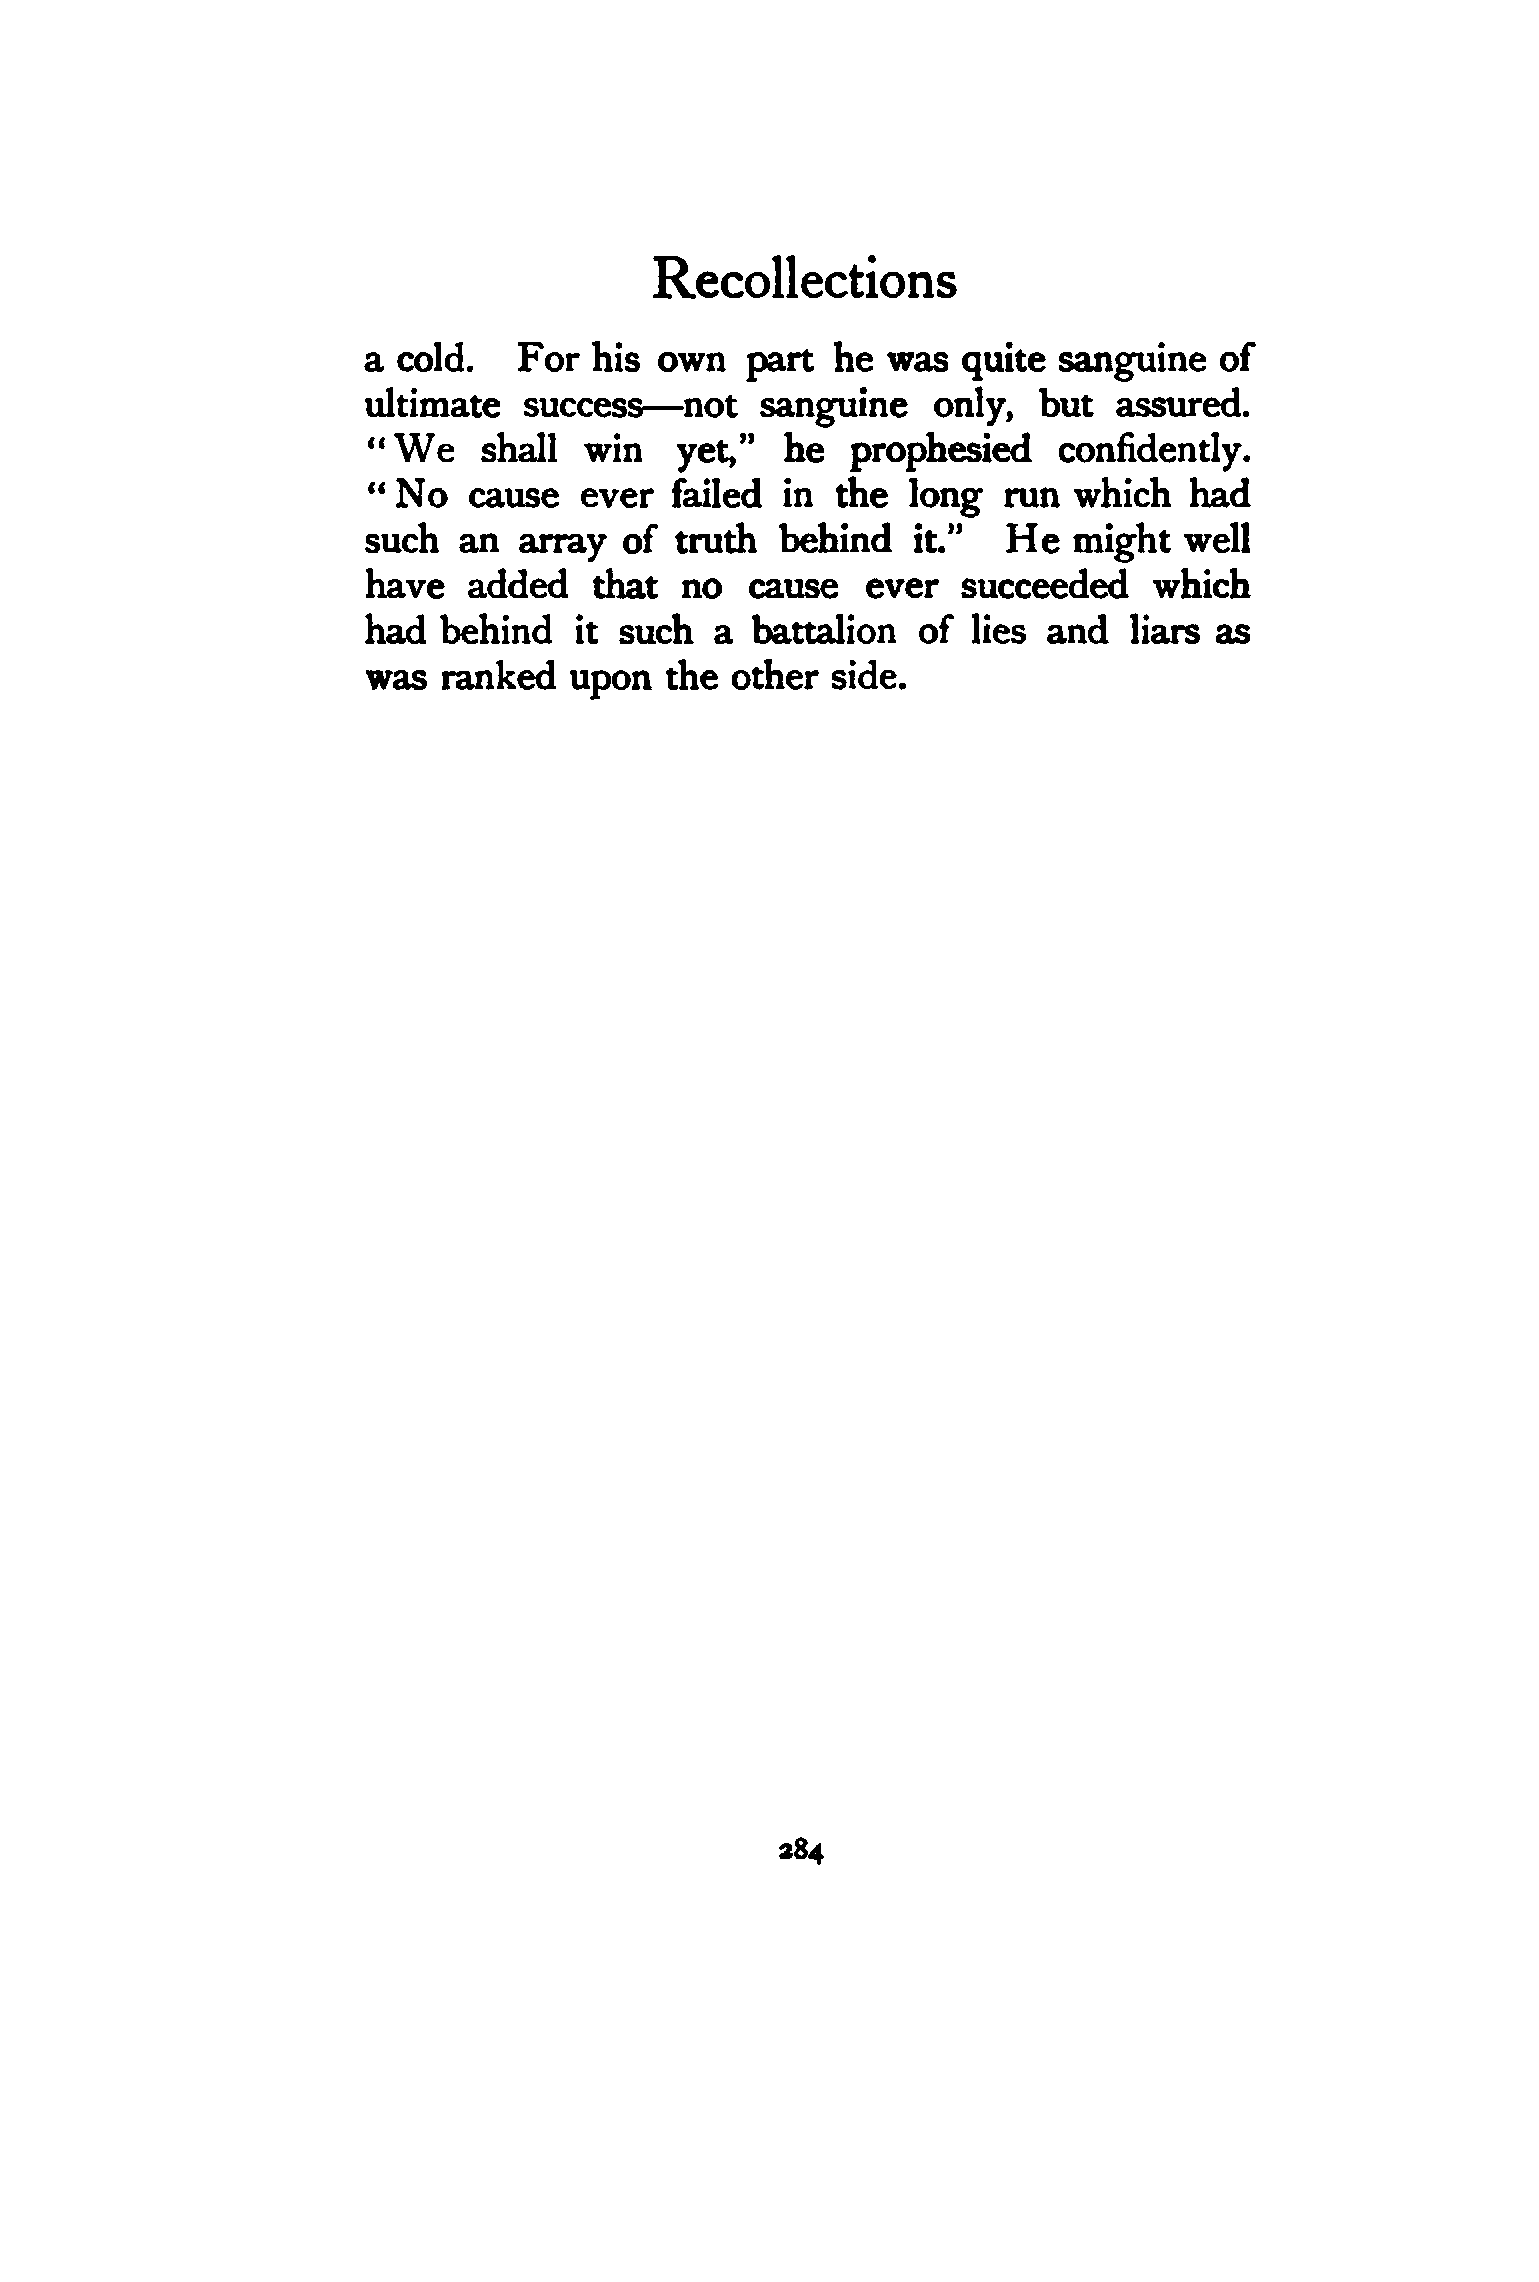 Recollections
a cold. For his own part he was quite sanguine of
ultimate success—not sanguine only, but assured.
“We shall win yet,” he prophesied confidently.
“No cause ever failed in the long run which had
such an array of truth behind it.” He might well
have added that no cause ever succeeded which
had behind it such a battalion of lies and liars as
was ranked upon the other side.
284